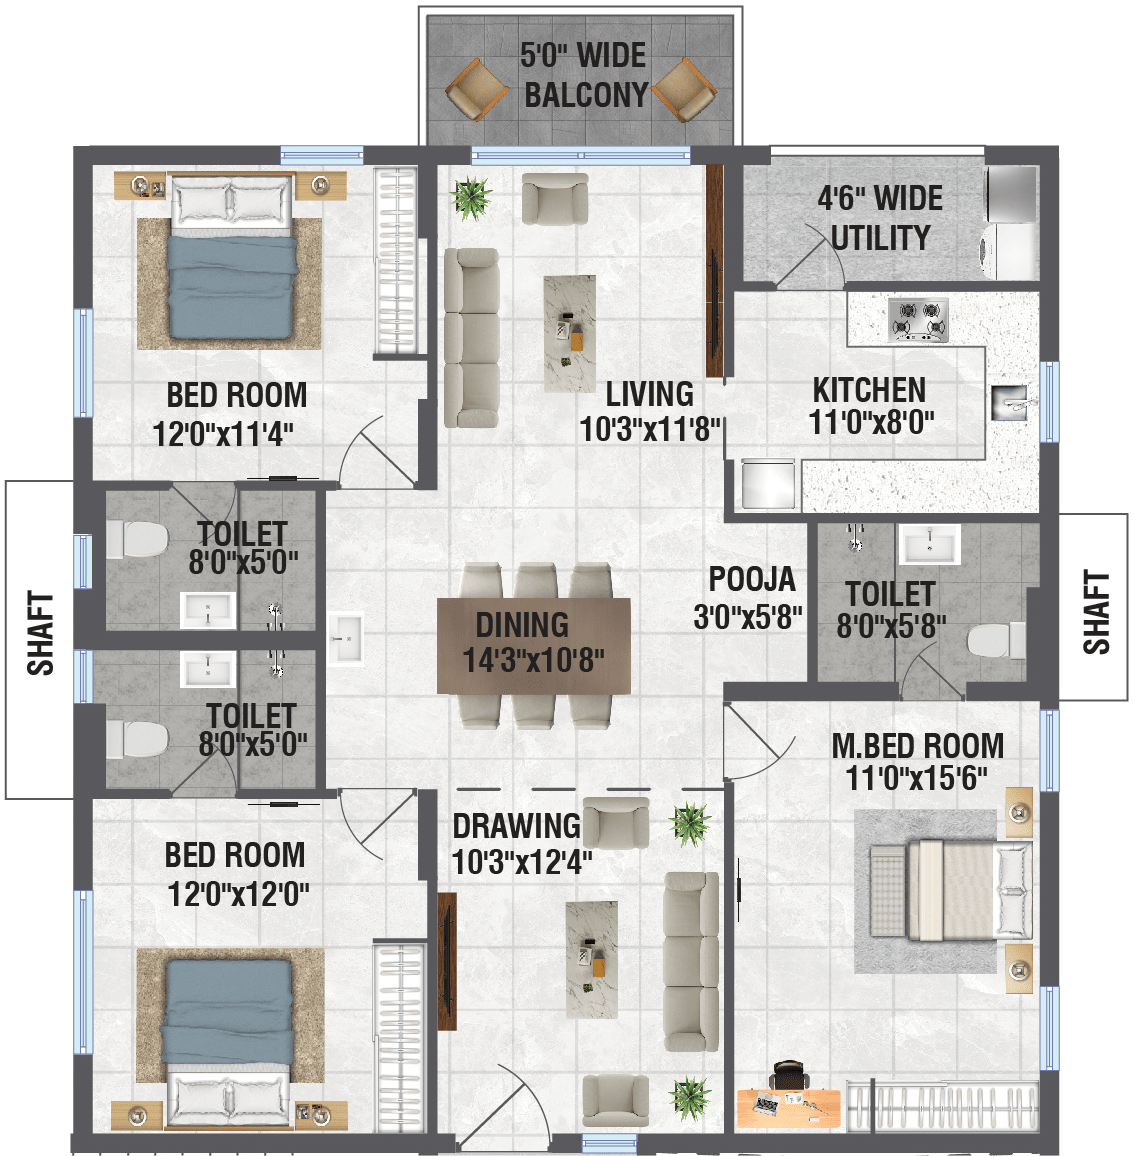 5'0" WIDE
BALCONY
4'6" WIDE
UTILITY
BED ROOM
12'0"x11'4"
LIVING
10'3"x11'8"
KITCHEN
11'0"x8'0"
TOILET
8'0"x5'0"
POOJA
3'0"x5'8"
TOILET
8'0"x5'8"
SHAFT
SHAFT
DINING
14'3"x10'8"
TOILET
8'0"x5'0"
M.BED ROOM
11'0"x15'6"
DRAWING
10'3"x12'4"
BED ROOM
12'0"x12'0"